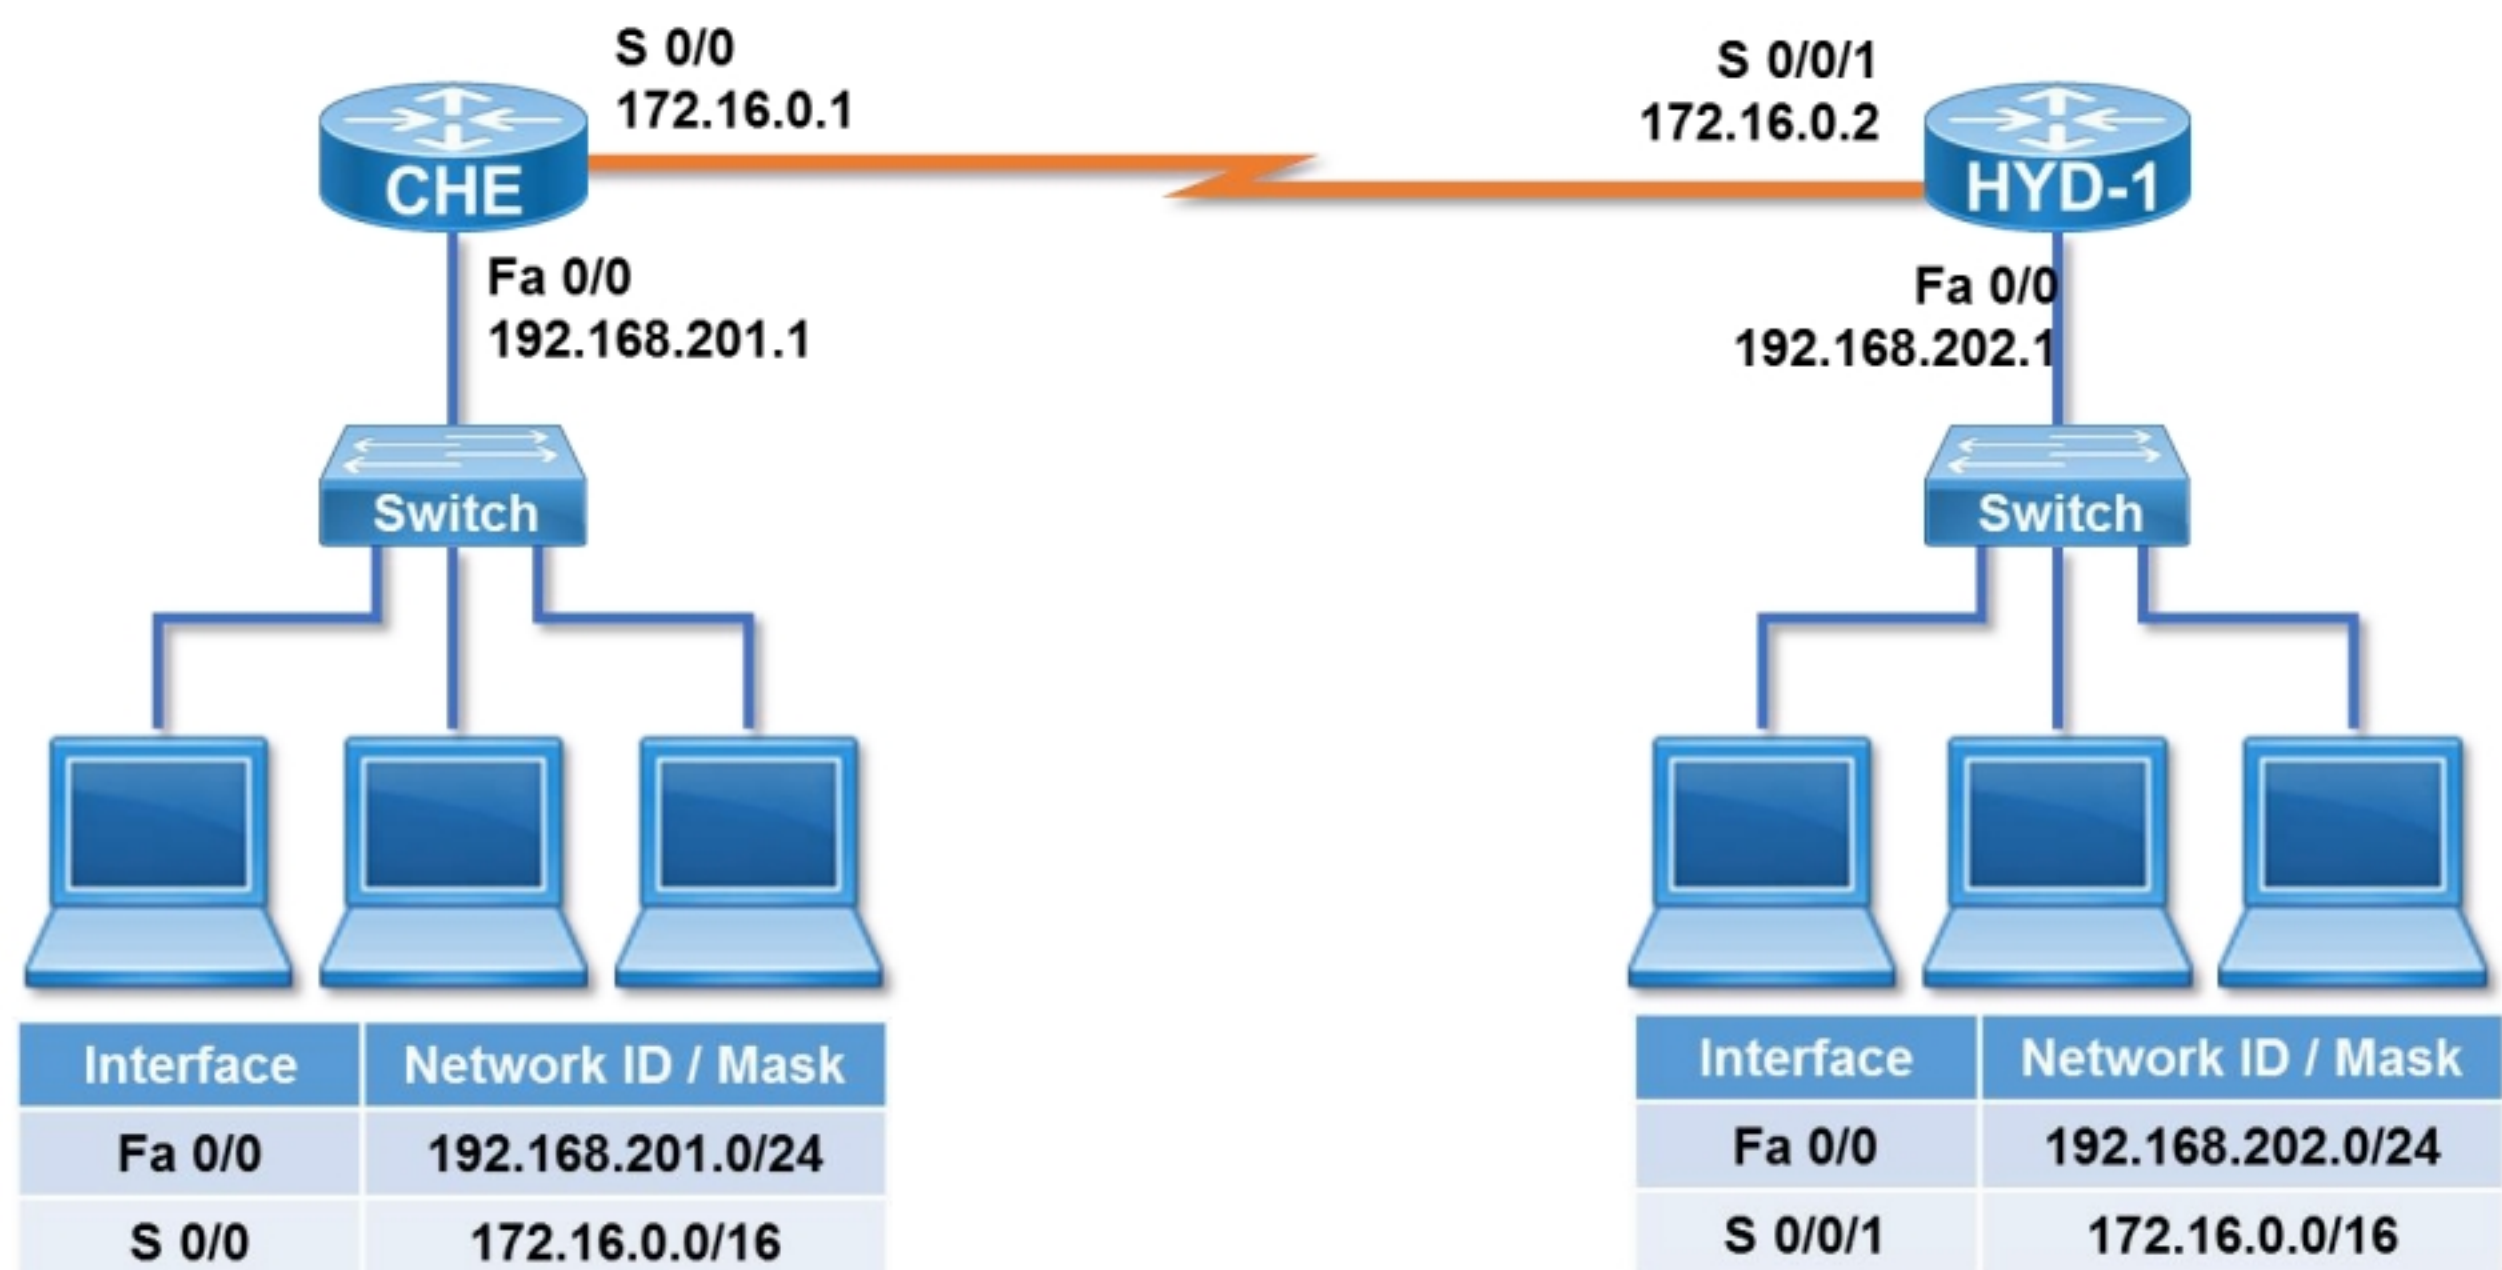 S 0/0
172.16.0.1
CHE
Fa 0/0
192.168.201.1
Switch
S 0/0/1
172.16.0.2
HYD-1
Fa 0/0
192.168.202.1
Switch
Interface Network ID / Mask
Fa 0/0 192.168.201.0/24
S 0/0 172.16.0.0/16
Interface Network ID / Mask
Fa 0/0 192.168.202.0/24
S 0/0/1 172.16.0.0/16